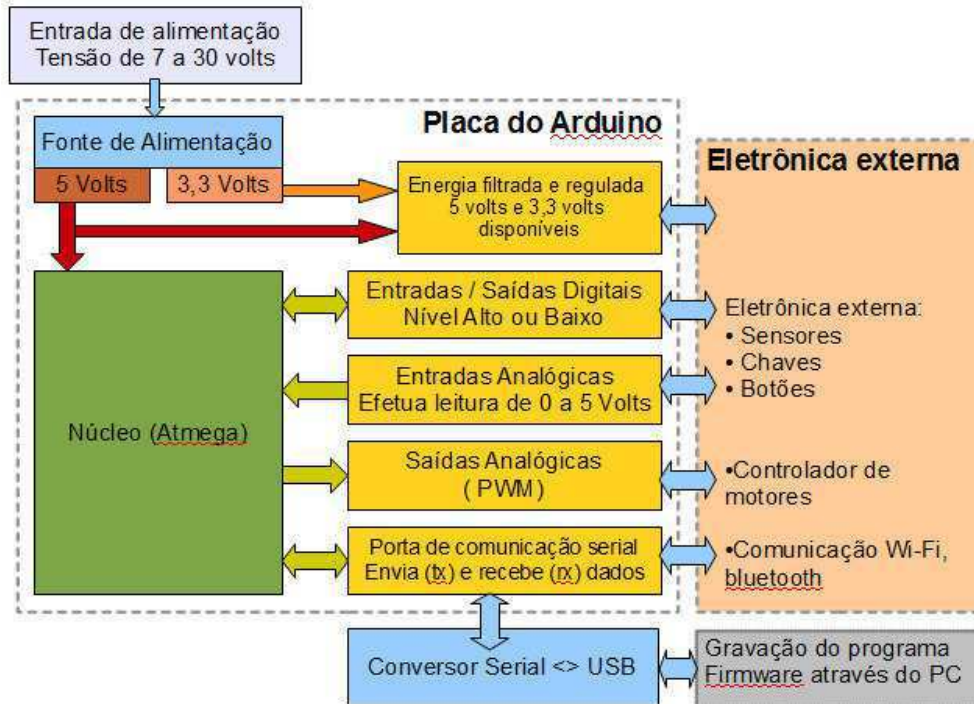 Entrada de alimentação
Tensão de 7 a 30 volts
Placa do Arduino
Fonte de Alimentação
5 Volts
3,3 Volts
Energia filtrada e regulada
5 volts e 3,3 volts
disponíveis
Eletrônica externa
Entradas / Saídas Digitais
Nível Alto ou Baixo
Eletrônica externa:
• Sensores
• Chaves
• Botões
Entradas Analógicas
Efetua leitura de 0 a 5 Volts
Núcleo (Atmega)
Saídas Analógicas
( PWM )
•Controlador de
motores
Porta de comunicação serial
Envia (tx) e recebe (rx) dados
•Comunicação Wi-Fi,
bluetooth
Conversor Serial <> USB
Gravação do programa
Firmware através do PC